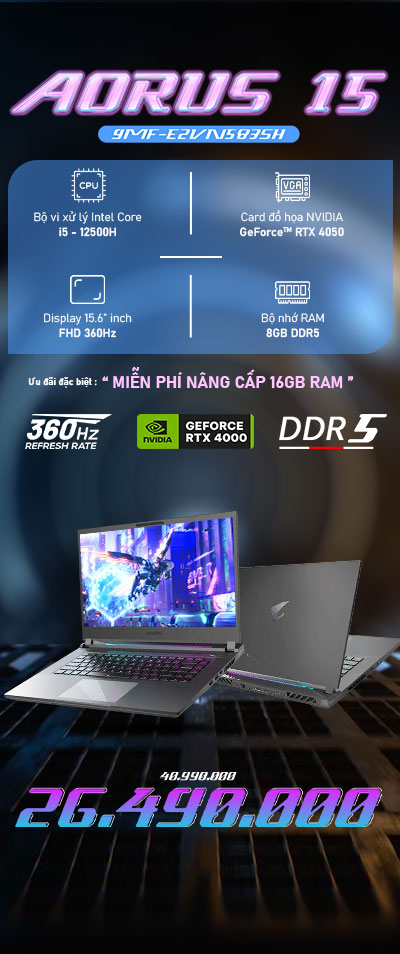 AORUS 15
9MF-E2VN583SH
CPU
Bộ vi xử lý Intel Core
i5 - 12500H
VGA
Card đồ họa NVIDIA
GeForce™ RTX 4050
Display 15.6" inch
FHD 360Hz
Bộ nhớ RAM
8GB DDR5
Ưu đãi đặc biệt : “ MIỄN PHÍ NÂNG CẤP 16GB RAM ”
360HZ
REFRESH RATE
NVIDIA
GEFORCE
RTX 4000
DDR5
AORUS
40.990.000
26.490.000